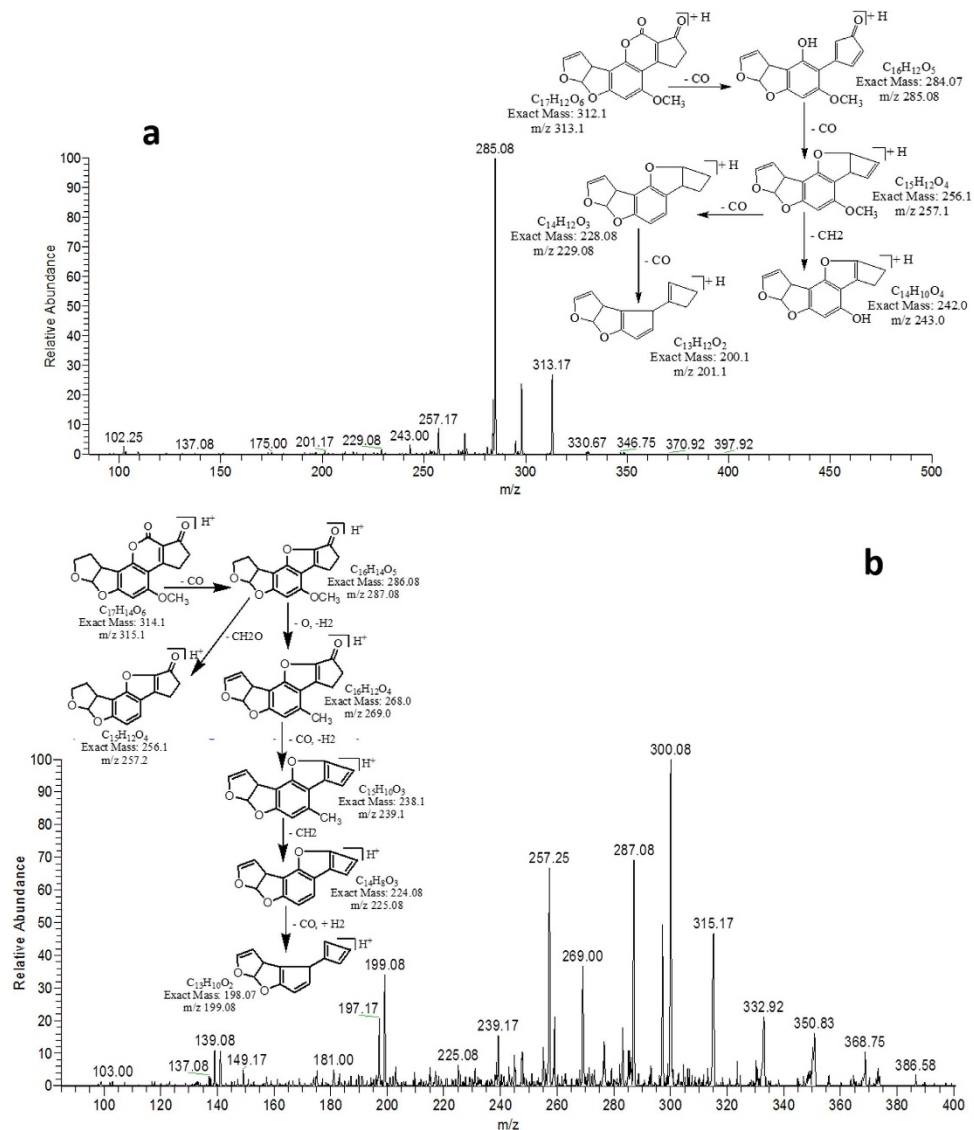 a
C17H12O6
Exact Mass: 312.1
m/z 313.1
+ H
- CO
C16H12O5
Exact Mass: 284.07
m/z 285.08
+ H
- CO
C15H12O4
Exact Mass: 256.1
m/z 257.1
+ H
- CO
- CH2
C14H12O3
Exact Mass: 228.08
m/z 229.08
+ H
- CO
C14H10O4
Exact Mass: 242.0
m/z 243.0
+ H
C13H12O2
Exact Mass: 200.1
m/z 201.1
+ H
O O O O O OCH3
OH O O O OCH3
O O O OCH3
O O O
O O O OH
O O
Relative Abundance
100
90
80
70
60
50
40
30
20
10
0
285.08
313.17
257.17
102.25 137.08 175.00 201.17 229.08 243.00 330.67 346.75 370.92 397.92
100 150 200 250 300 350 400 450 500
m/z
b
C17H14O6
Exact Mass: 314.1
m/z 315.1
H+
- CO
C16H14O5
Exact Mass: 286.08
m/z 287.08
H+
- CH2O
- O, -H2
C15H12O4
Exact Mass: 256.1
m/z 257.2
H+
C16H12O4
Exact Mass: 268.0
m/z 269.0
H+
- CO, -H2
C15H10O3
Exact Mass: 238.1
m/z 239.1
H+
- CH2
C14H8O3
Exact Mass: 224.08
m/z 225.08
H+
- CO, + H2
C13H10O2
Exact Mass: 198.07
m/z 199.08
H+
O O O O O OCH3
O O O O OCH3
O O O O
O O O O CH3
O O O CH3
O O O
O O
Relative Abundance
100
90
80
70
60
50
40
30
20
10
0
300.08
287.08
257.25
315.17
269.00
199.08
197.17
332.92
350.83
139.08
239.17
368.75
103.00 137.08 149.17 181.00 225.08 386.58
100 120 140 160 180 200 220 240 260 280 300 320 340 360 380 400
m/z